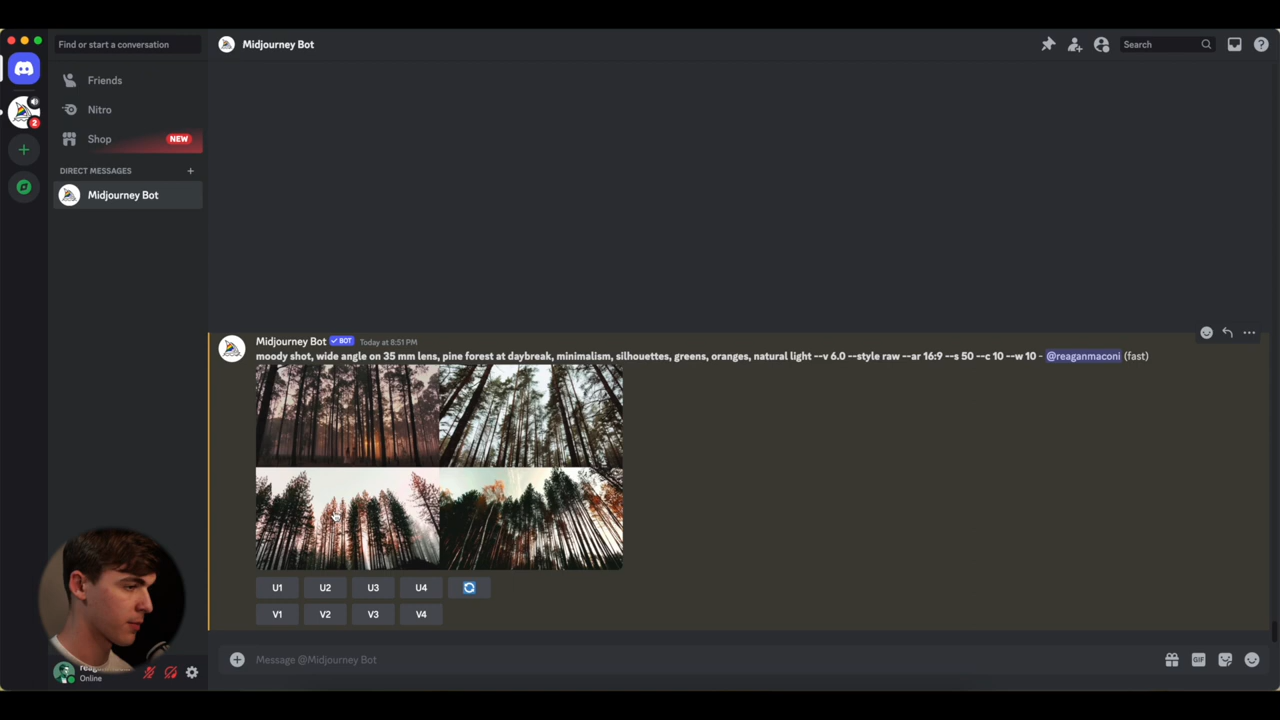 Find or start a conversation
Midjourney Bot
Search
Friends
Nitro
2
Shop
NEW
DIRECT MESSAGES
Midjourney Bot
Midjourney Bot
BOT
Today at 8:51 PM
moody shot, wide angle on 35 mm lens, pine forest at daybreak, minimalism, silhouettes, greens, oranges, natural light --v 6.0 --style raw --ar 16:9 --s 50 --c 10 --w 10 - @reaganmaconi (fast)
U1 U2 U3 U4
V1 V2 V3 V4
Message @Midjourney Bot
GIF
Online